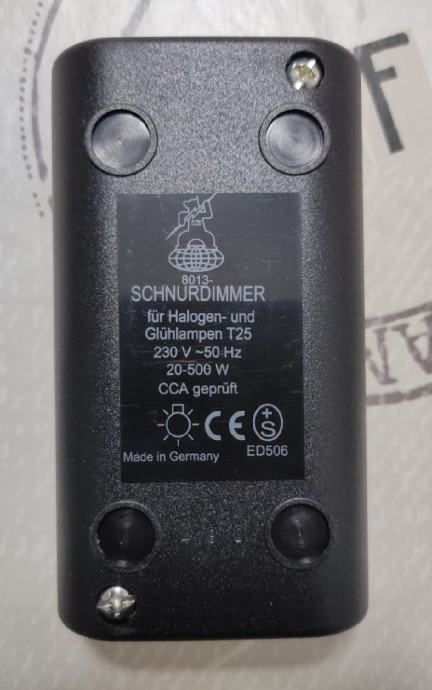 F
8013-
SCHNURDIMMER
für Halogen- und
Glühlampen T25
230 V ~50 Hz
20-500 W
CCA geprüft
CE
+S
Made in Germany
ED506